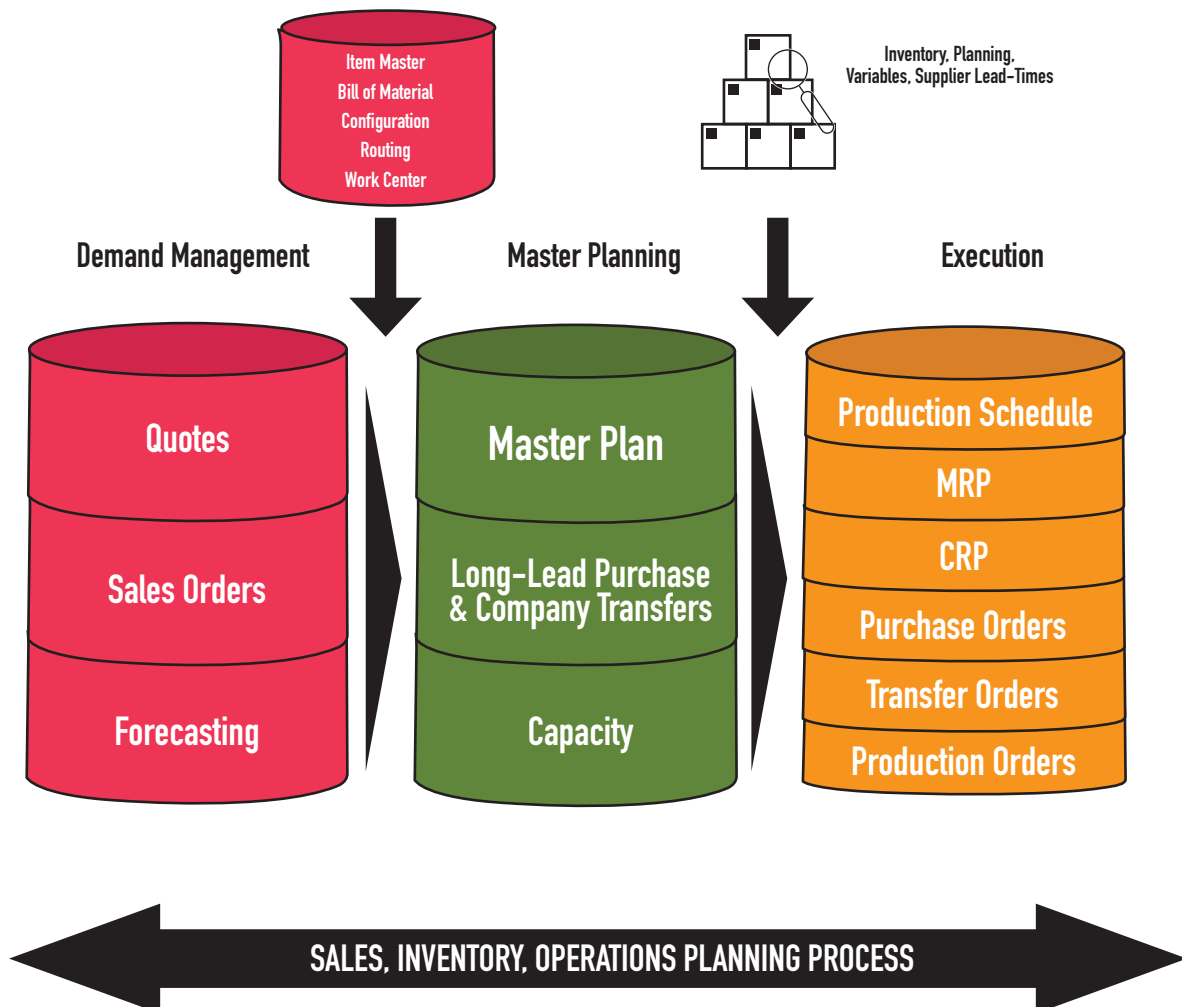 Item Master
Bill of Material
Configuration
Routing
Work Center
Inventory, Planning,
Variables, Supplier Lead-Times
Demand Management
Master Planning
Execution
Quotes
Sales Orders
Forecasting
Master Plan
Long-Lead Purchase
& Company Transfers
Capacity
Production Schedule
MRP
CRP
Purchase Orders
Transfer Orders
Production Orders
SALES, INVENTORY, OPERATIONS PLANNING PROCESS